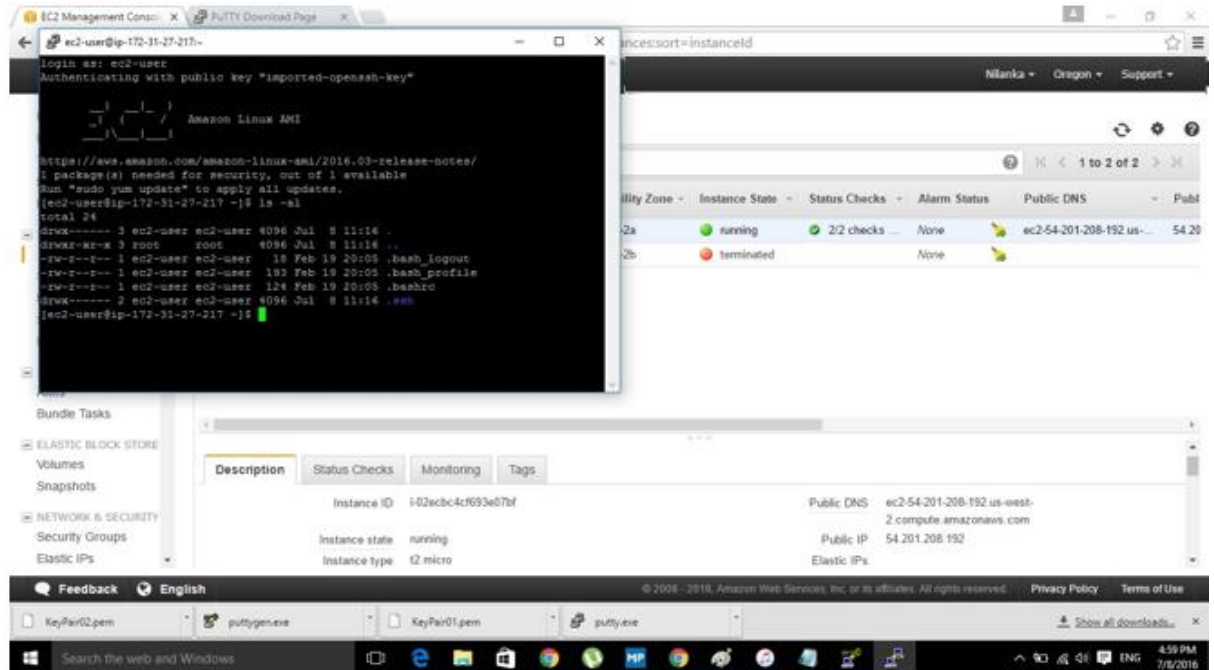 EC2 Management Consol
PuTTY Download Page
ec2-user@ip-172-31-27-217:~
ances:sort=instanceId
login as: ec2-user
Authenticating with public key "imported-openssh-key"
Amazon Linux AMI
https://aws.amazon.com/amazon-linux-ami/2016.03-release-notes/
1 package(s) needed for security, out of 1 available
Run "sudo yum update" to apply all updates.
[ec2-user@ip-172-31-27-217 ~]$ ls -al
total 24
drwx------ 3 ec2-user ec2-user 4096 Jul  8 11:16 .
drwxr-xr-x 3 root     root     4096 Jul  8 11:16 ..
-rw-r--r-- 1 ec2-user ec2-user   18 Feb 19 20:05 .bash_logout
-rw-r--r-- 1 ec2-user ec2-user  193 Feb 19 20:05 .bash_profile
-rw-r--r-- 1 ec2-user ec2-user  124 Feb 19 20:05 .bashrc
drwx------ 2 ec2-user ec2-user 4096 Jul  8 11:16 .ssh
[ec2-user@ip-172-31-27-217 ~]$
Nilanka Oregon Support
1 to 2 of 2
ility Zone Instance State Status Checks Alarm Status Public DNS Publ
-2a running 2/2 checks ... None ec2-54-201-208-192.us-... 54.20
-2b terminated None
Bundle Tasks
ELASTIC BLOCK STORE
Volumes
Snapshots
NETWORK & SECURITY
Security Groups
Elastic IPs
Description Status Checks Monitoring Tags
Instance ID i-02ecbc4cf693e07bf
Instance state running
Instance type t2.micro
Public DNS ec2-54-201-208-192.us-west-
2.compute.amazonaws.com
Public IP 54.201.208.192
Elastic IPs
Feedback English
© 2008 - 2016, Amazon Web Services, Inc. or its affiliates. All rights reserved. Privacy Policy Terms of Use
KeyPair02.pem puttygen.exe KeyPair01.pem putty.exe Show all downloads...
Search the web and Windows
MP
ENG
4:59 PM
7/8/2016